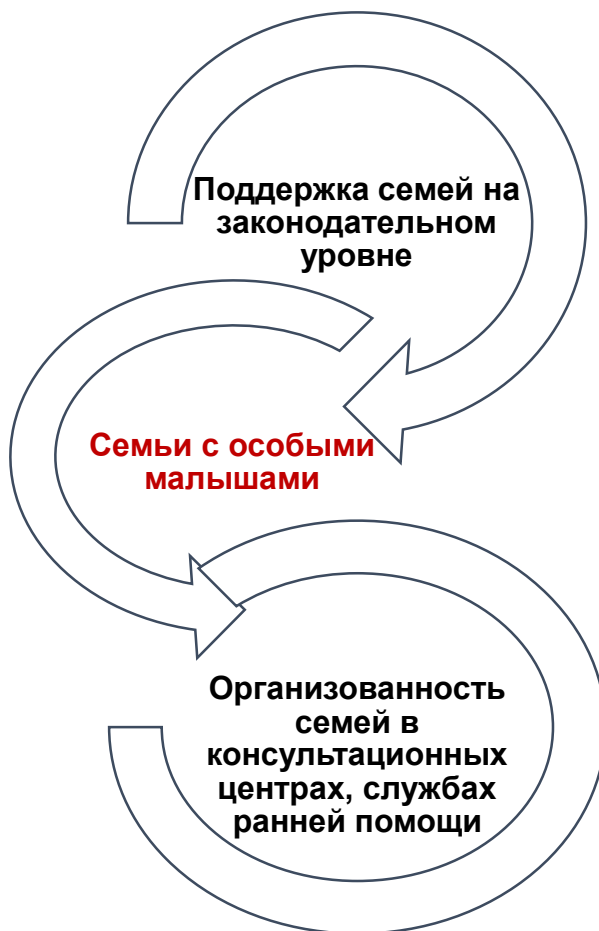 Поддержка семей на
законодательном
уровне
Семьи с особыми
малышами
Организованность
семей в
консультационных
центрах, службах
ранней помощи